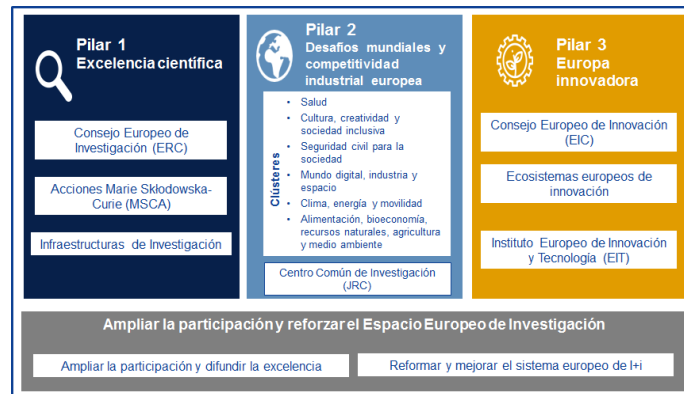 Pilar 1
Excelencia científica
Consejo Europeo de
Investigación (ERC)
Acciones Marie Skłodowska-
Curie (MSCA)
Infraestructuras de Investigación
Pilar 2
Desafios mundiales y
competitividad
industrial europea
Clústeres
• Salud
• Cultura, creatividad y
sociedad inclusiva
• Seguridad civil para la
sociedad
• Mundo digital, industria y
espacio
• Clima, energía y movilidad
• Alimentación, bioeconomía,
recursos naturales, agricultura
y medio ambiente
Centro Común de Investigación
(JRC)
Pilar 3
Europa
innovadora
Consejo Europeo de Innovación
(EIC)
Ecosistemas europeos de
innovación
Instituto Europeo de Innovación
y Tecnología (EIT)
Ampliar la participación y reforzar el Espacio Europeo de Investigación
Ampliar la participación y difundir la excelencia
Reformar y mejorar el sistema europeo de I+i